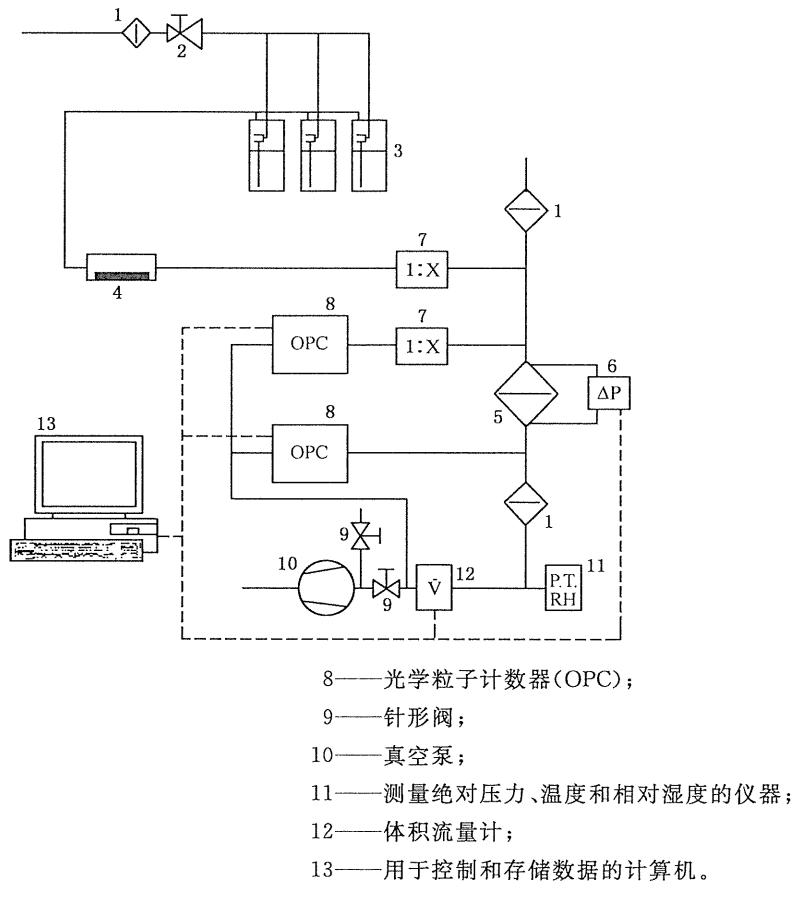 1
2
3
1
7
4
1:X
8
7
OPC
1:X
6
ΔP
5
13
8
OPC
1
9
10
12
11
V̇
P.T.
RH
9
8——光学粒子计数器(OPC);
9——针形阀;
10——真空泵;
11——测量绝对压力、温度和相对湿度的仪器;
12——体积流量计;
13——用于控制和存储数据的计算机。